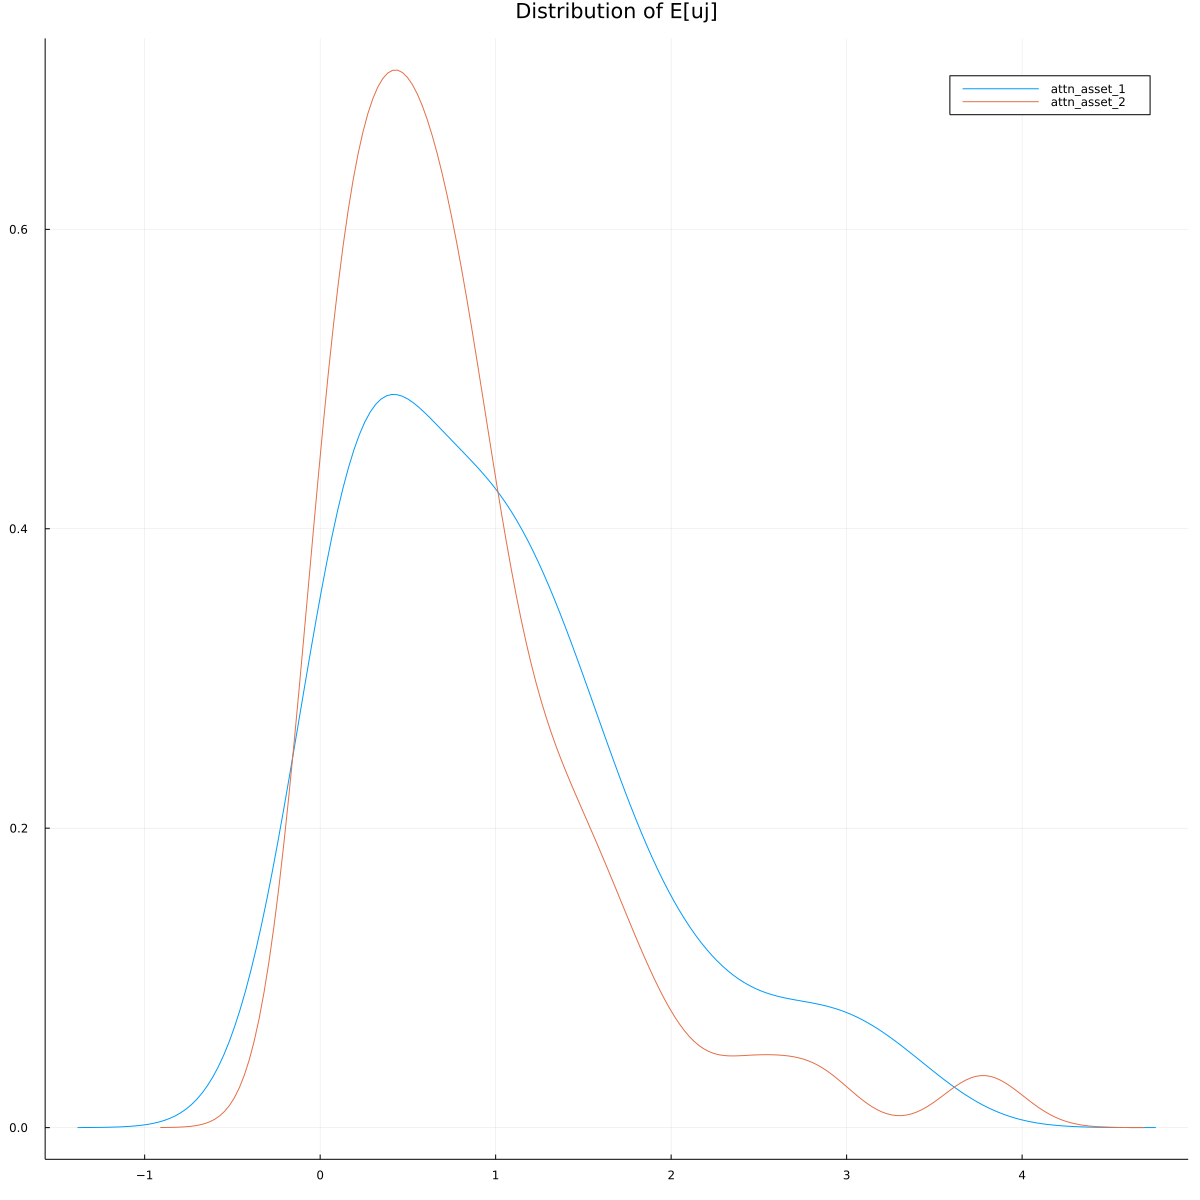 Distribution of E[uj]
attn_asset_1
attn_asset_2
0.6
0.4
0.2
0.0
−1 0 1 2 3 4